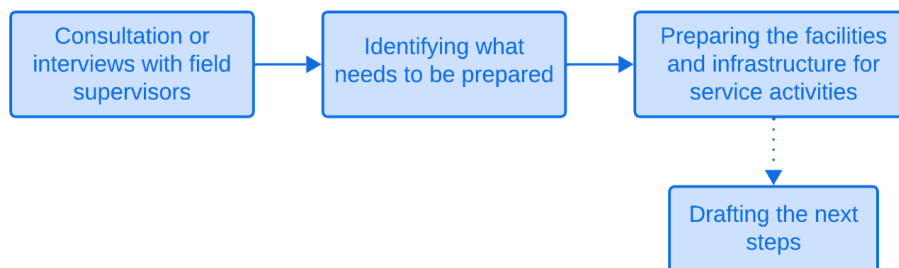 Consultation or
interviews with field
supervisors
Identifying what
needs to be prepared
Preparing the facilities
and infrastructure for
service activities
Drafting the next
steps